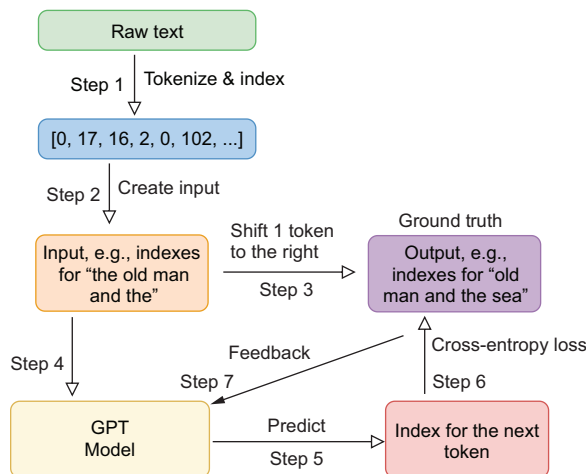 Raw text
Step 1
Tokenize & index
[0, 17, 16, 2, 0, 102, ...]
Step 2
Create input
Input, e.g., indexes
for “the old man
and the”
Shift 1 token
to the right
Step 3
Ground truth
Output, e.g.,
indexes for “old
man and the sea”
Step 4
Feedback
Step 7
Cross-entropy loss
Step 6
GPT
Model
Predict
Step 5
Index for the next
token